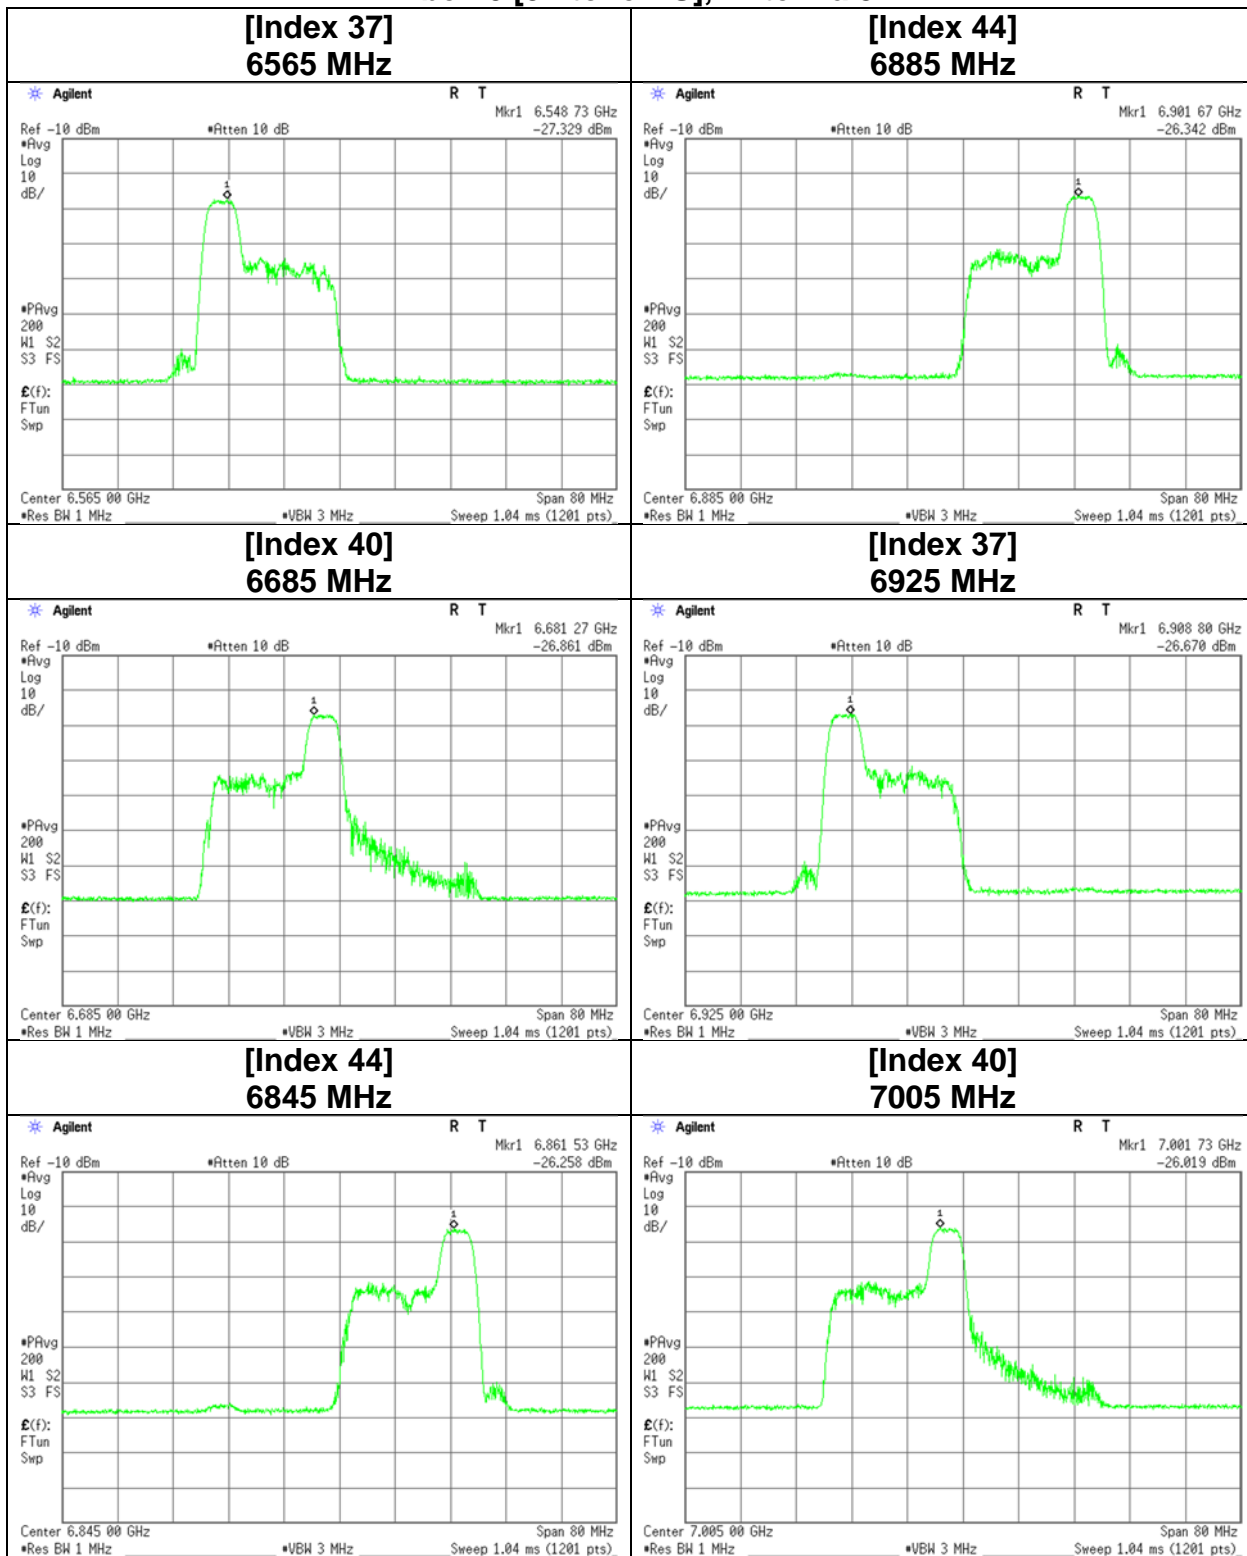 [Index 37]
6565 MHz
Agilent
R T
Mkr1 6.548 73 GHz
Ref -10 dBm
#Atten 10 dB
-27.329 dBm
#Avg
Log
10
dB/
1
#PAvg
200
W1 S2
S3 FS
£(f):
FTun
Swp
Center 6.565 00 GHz
Span 80 MHz
#Res BW 1 MHz
#VBW 3 MHz
Sweep 1.04 ms (1201 pts)
[Index 44]
6885 MHz
Agilent
R T
Mkr1 6.901 67 GHz
Ref -10 dBm
#Atten 10 dB
-26.342 dBm
#Avg
Log
10
dB/
1
#PAvg
200
W1 S2
S3 FS
£(f):
FTun
Swp
Center 6.885 00 GHz
Span 80 MHz
#Res BW 1 MHz
#VBW 3 MHz
Sweep 1.04 ms (1201 pts)
[Index 40]
6685 MHz
Agilent
R T
Mkr1 6.681 27 GHz
Ref -10 dBm
#Atten 10 dB
-26.861 dBm
#Avg
Log
10
dB/
1
#PAvg
200
W1 S2
S3 FS
£(f):
FTun
Swp
Center 6.685 00 GHz
Span 80 MHz
#Res BW 1 MHz
#VBW 3 MHz
Sweep 1.04 ms (1201 pts)
[Index 37]
6925 MHz
Agilent
R T
Mkr1 6.908 80 GHz
Ref -10 dBm
#Atten 10 dB
-26.670 dBm
#Avg
Log
10
dB/
1
#PAvg
200
W1 S2
S3 FS
£(f):
FTun
Swp
Center 6.925 00 GHz
Span 80 MHz
#Res BW 1 MHz
#VBW 3 MHz
Sweep 1.04 ms (1201 pts)
[Index 44]
6845 MHz
Agilent
R T
Mkr1 6.861 53 GHz
Ref -10 dBm
#Atten 10 dB
-26.258 dBm
#Avg
Log
10
dB/
1
#PAvg
200
W1 S2
S3 FS
£(f):
FTun
Swp
Center 6.845 00 GHz
Span 80 MHz
#Res BW 1 MHz
#VBW 3 MHz
Sweep 1.04 ms (1201 pts)
[Index 40]
7005 MHz
Agilent
R T
Mkr1 7.001 73 GHz
Ref -10 dBm
#Atten 10 dB
-26.019 dBm
#Avg
Log
10
dB/
1
#PAvg
200
W1 S2
S3 FS
£(f):
FTun
Swp
Center 7.005 00 GHz
Span 80 MHz
#Res BW 1 MHz
#VBW 3 MHz
Sweep 1.04 ms (1201 pts)